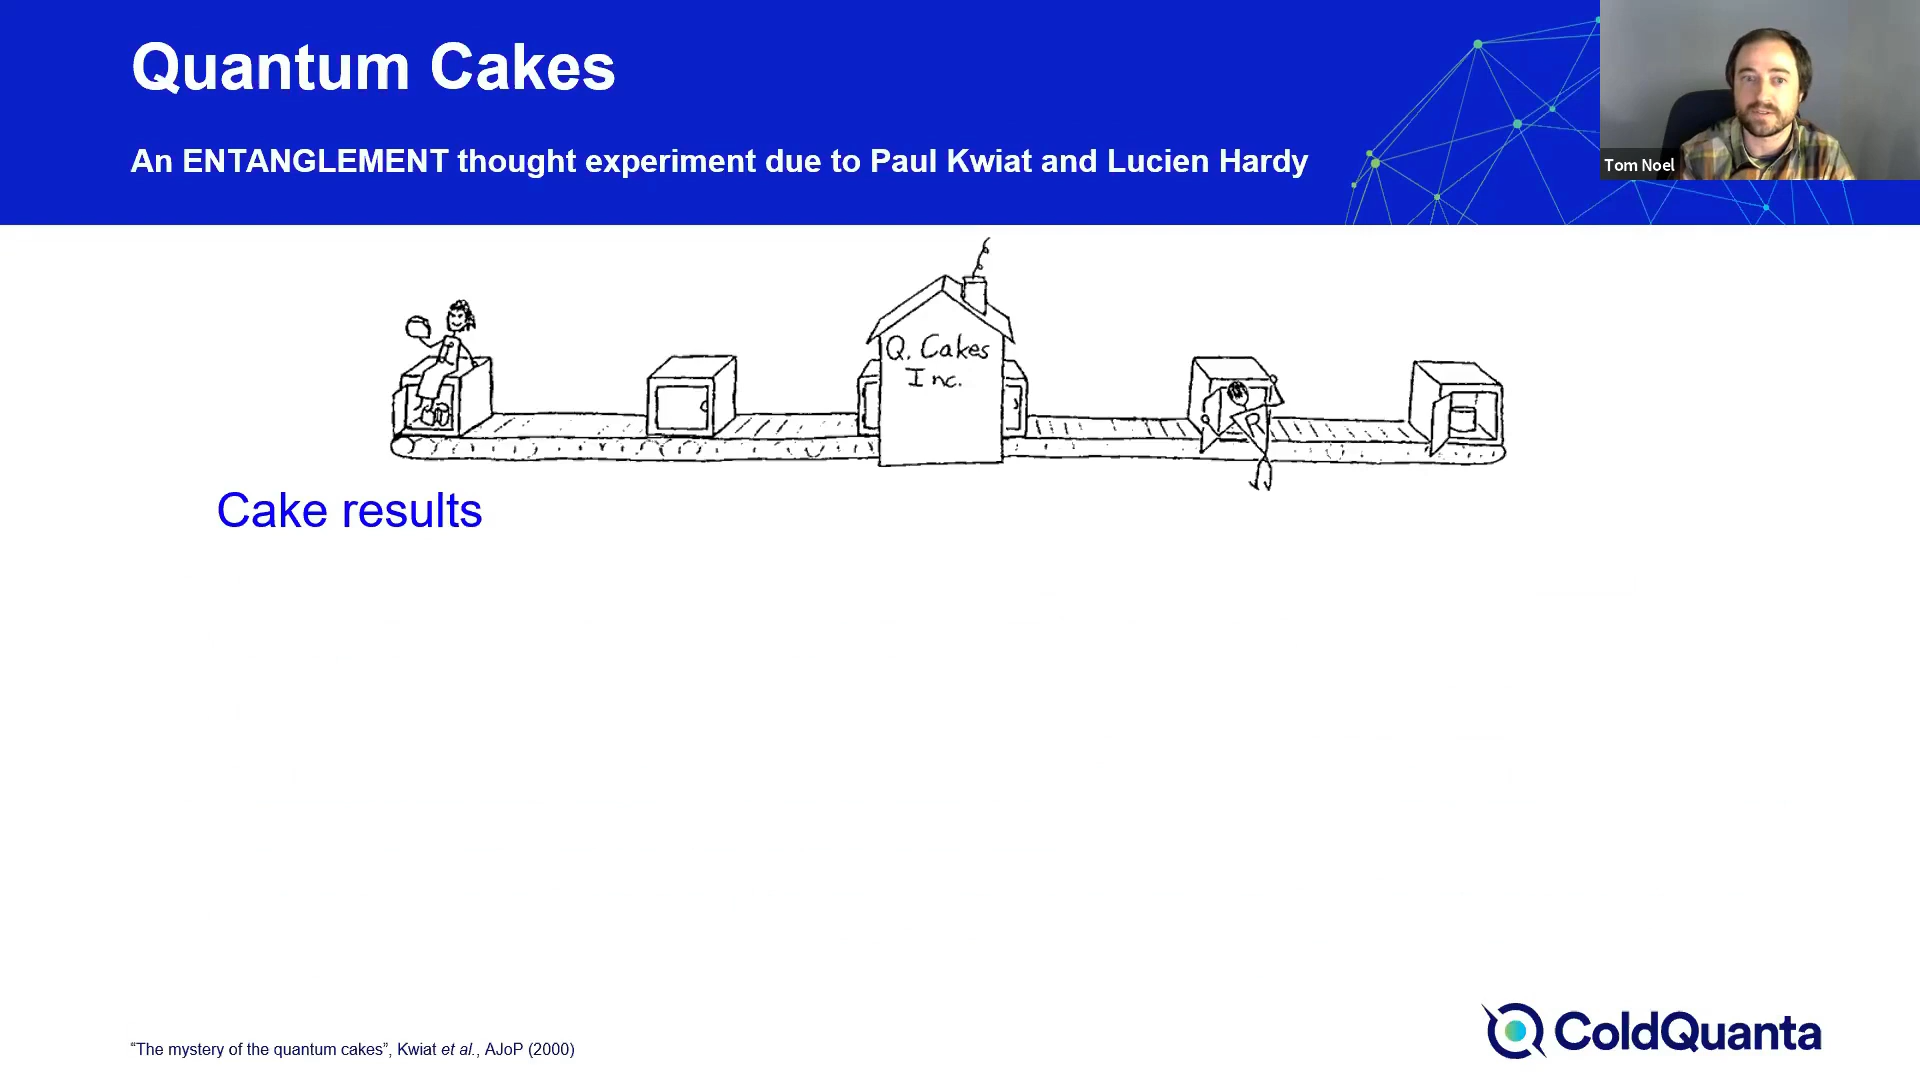 Quantum Cakes
An ENTANGLEMENT thought experiment due to Paul Kwiat and Lucien Hardy
Tom Noel
Q. Cakes
Inc.
R
Cake results
“The mystery of the quantum cakes”, Kwiat et al., AJoP (2000)
ColdQuanta